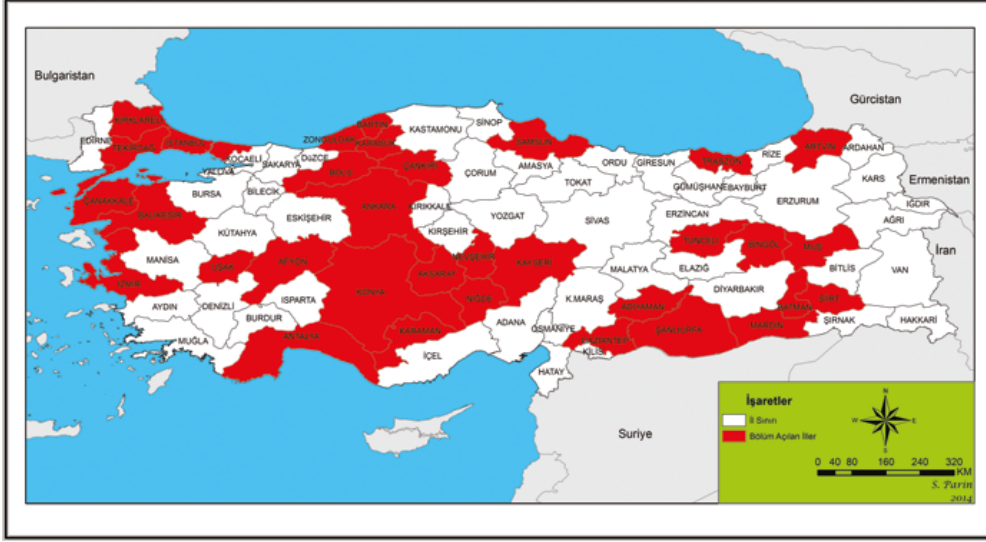 Bulgaristan
Gürcistan
Ermenistan
İran
Suriye
KIRKLARELİ
EDİRNE
TEKİRDAĞ
İSTANBUL
KOCAELİ
YALOVA
SAKARYA
DÜZCE
ZONGULDAK
BARTIN
KARABÜK
KASTAMONU
SİNOP
SAMSUN
ORDU
GİRESUN
TRABZON
RİZE
ARTVİN
ARDAHAN
KARS
IĞDIR
AĞRI
ÇANAKKALE
BALIKESİR
BURSA
BİLECİK
BOLU
ÇANKIRI
ÇORUM
AMASYA
TOKAT
GÜMÜŞHANE
BAYBURT
ERZURUM
ERZİNCAN
ESKİŞEHİR
ANKARA
KIRIKKALE
YOZGAT
SİVAS
KÜTAHYA
KIRŞEHİR
MANİSA
UŞAK
AFYON
İZMİR
NEVŞEHİR
KAYSERİ
AKSARAY
TUNCELİ
BİNGÖL
MUŞ
ELAZIĞ
MALATYA
BİTLİS
VAN
DİYARBAKIR
AYDIN
DENİZLİ
ISPARTA
BURDUR
KONYA
NİĞDE
K.MARAŞ
ADIYAMAN
BATMAN
SİİRT
ŞIRNAK
HAKKARİ
MARDİN
MUĞLA
ANTALYA
KARAMAN
ADANA
OSMANİYE
GAZİANTEP
ŞANLIURFA
KİLİS
İÇEL
HATAY
İşaretler
İl Sınırı
Bölüm Açılan İller
N
W
E
S
0 40 80 160 240 320
KM
S. Parin
2014